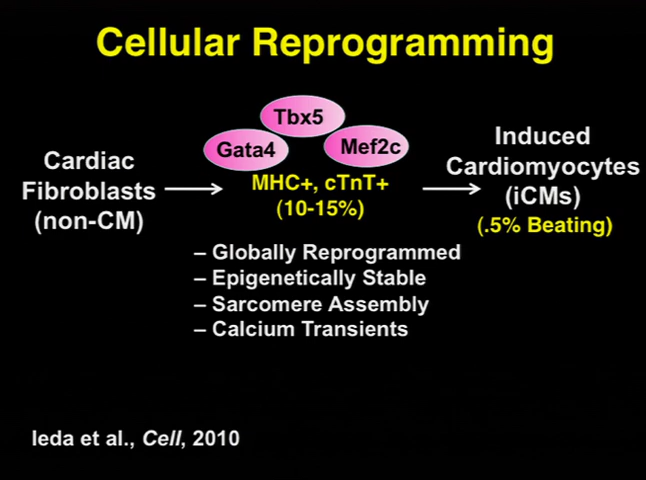 Cellular Reprogramming
Tbx5
Gata4
Mef2c
Cardiac
Fibroblasts
(non-CM)
MHC+, cTnT+
(10-15%)
Induced
Cardiomyocytes
(iCMs)
(.5% Beating)
– Globally Reprogrammed
– Epigenetically Stable
– Sarcomere Assembly
– Calcium Transients
Ieda et al., Cell, 2010